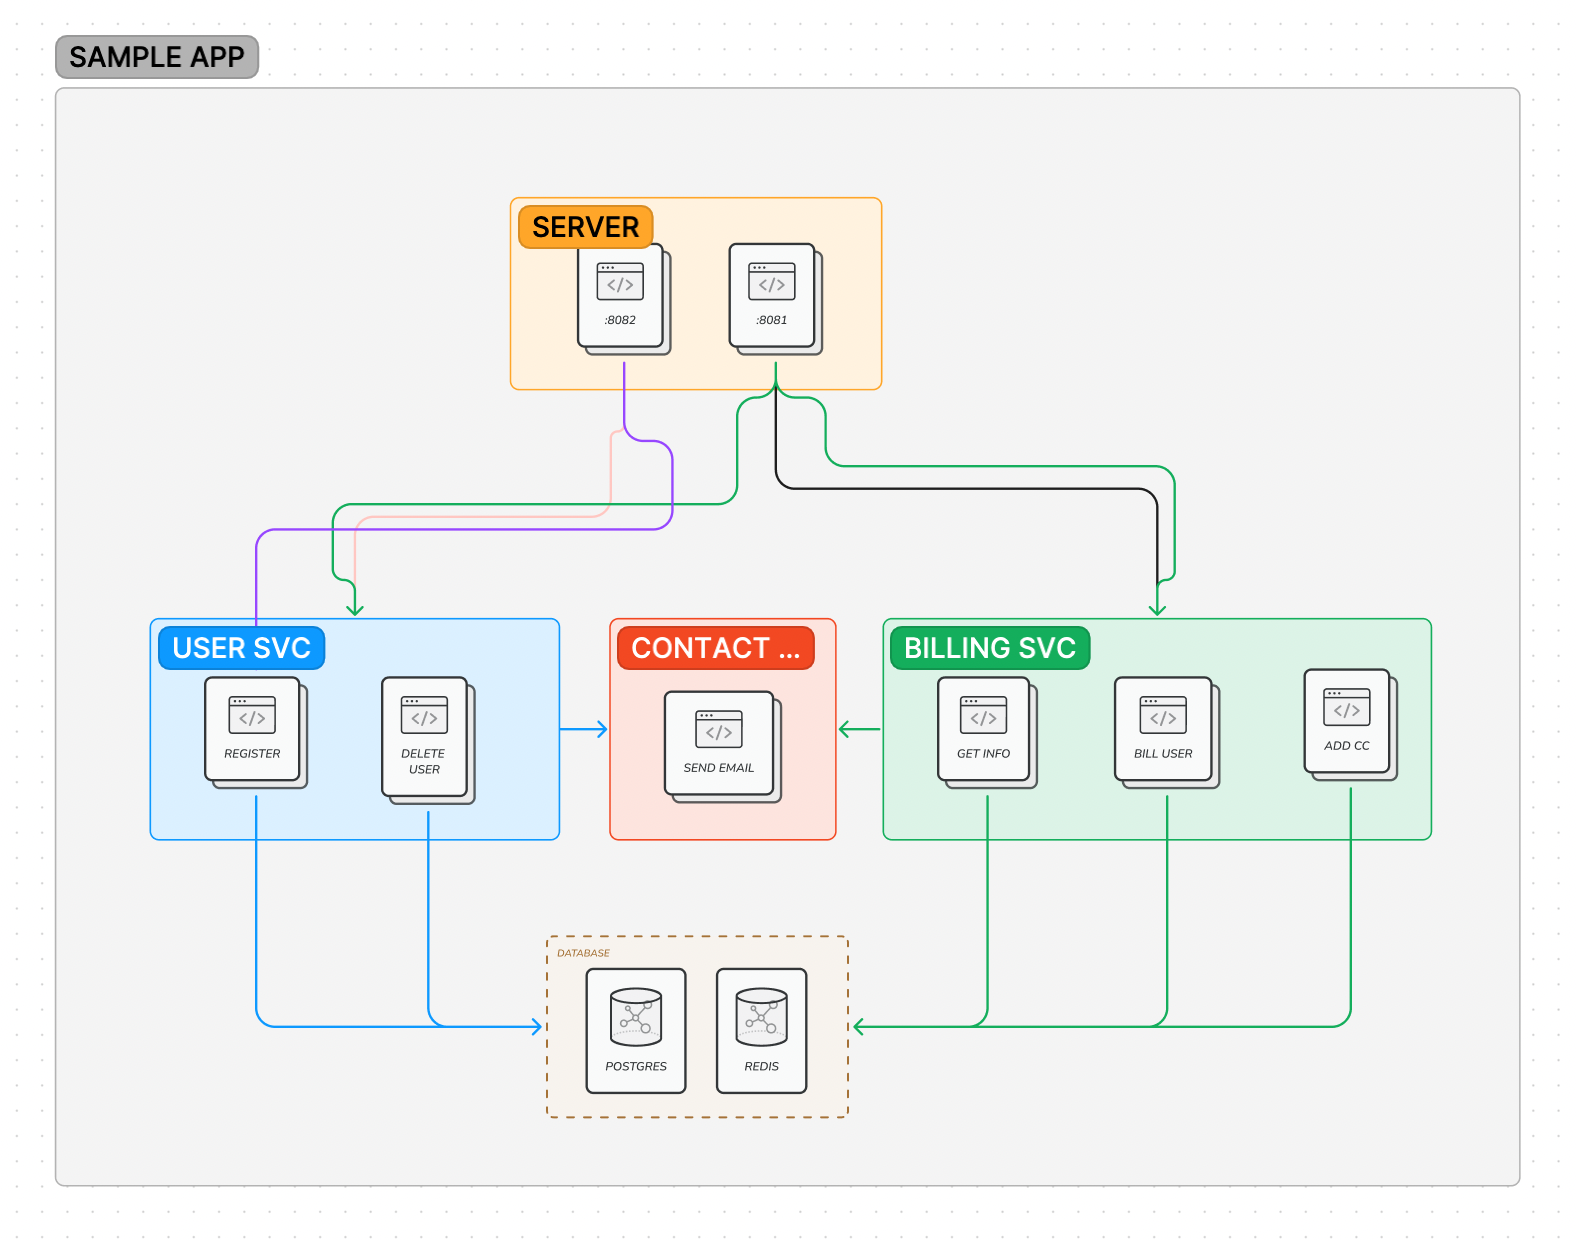 SAMPLE APP
SERVER
:8082
:8081
USER SVC
CONTACT ...
BILLING SVC
REGISTER
DELETE
USER
SEND EMAIL
GET INFO
BILL USER
ADD CC
DATABASE
POSTGRES
REDIS